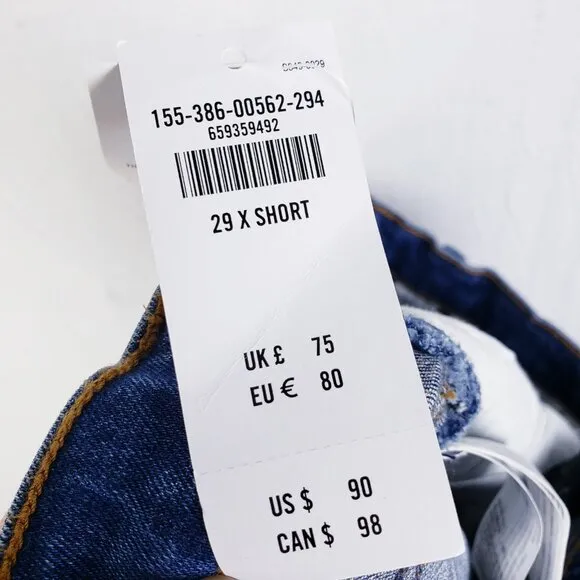 155-386-00562-294
659359492
29 X SHORT
UK £ 75
EU € 80
US $ 90
CAN $ 98